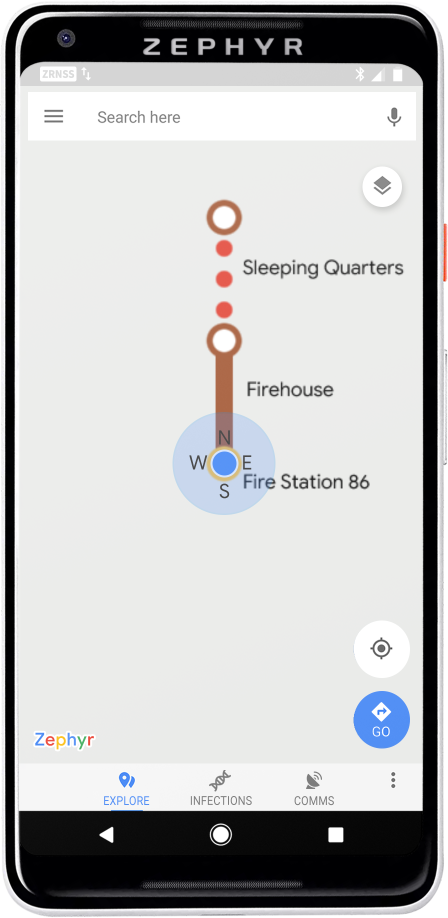 ZEPHYR
ZRNSS
Search here
Sleeping Quarters
Firehouse
N
W E
S
Fire Station 86
Zephyr
GO
EXPLORE INFECTIONS COMMS